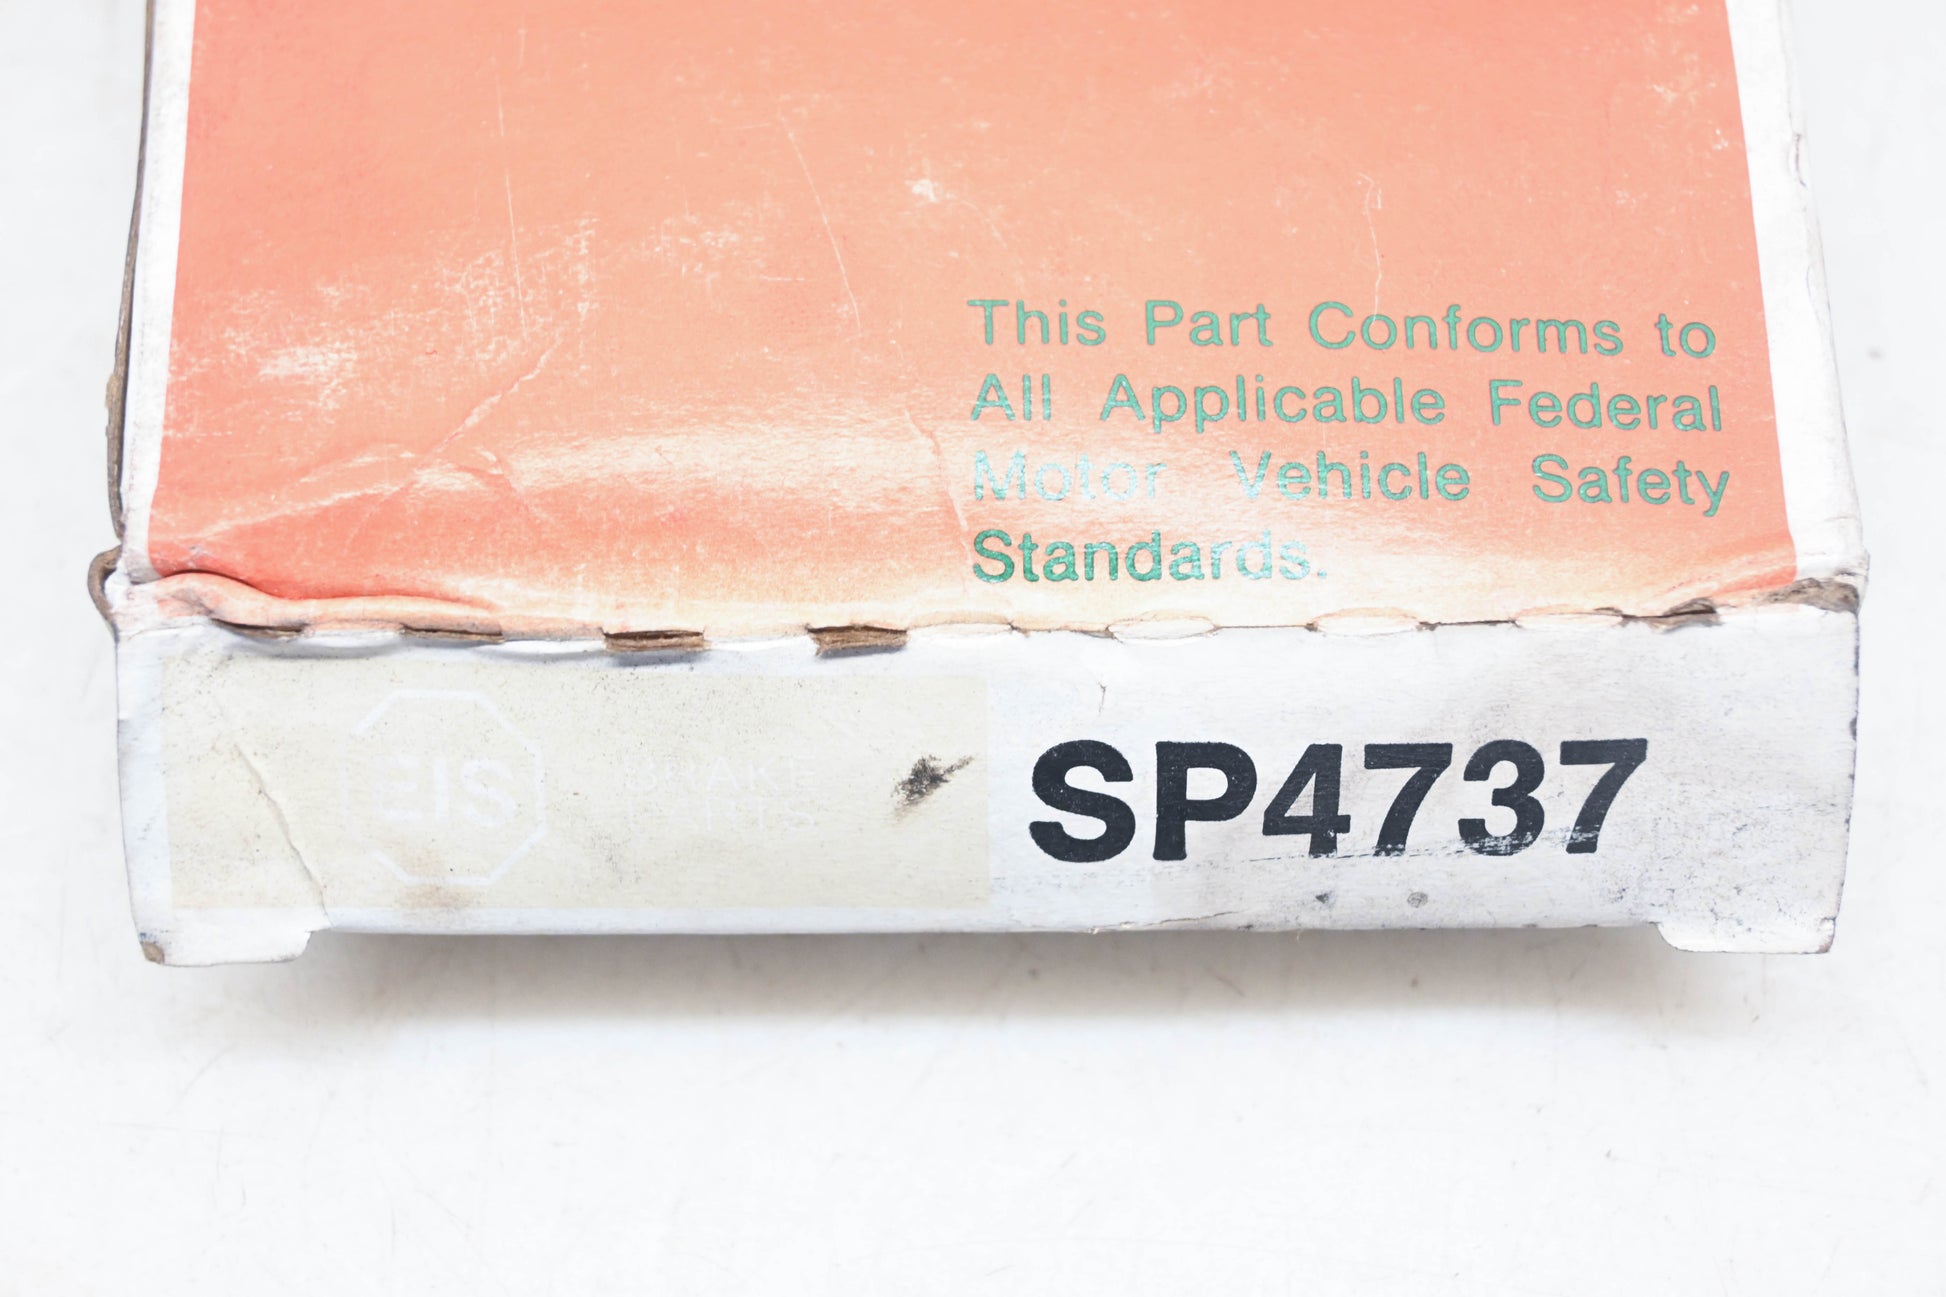 This Part Conforms to
All Applicable Federal
Motor Vehicle Safety
Standards.
EIS
BRAKE
PARTS
SP4737